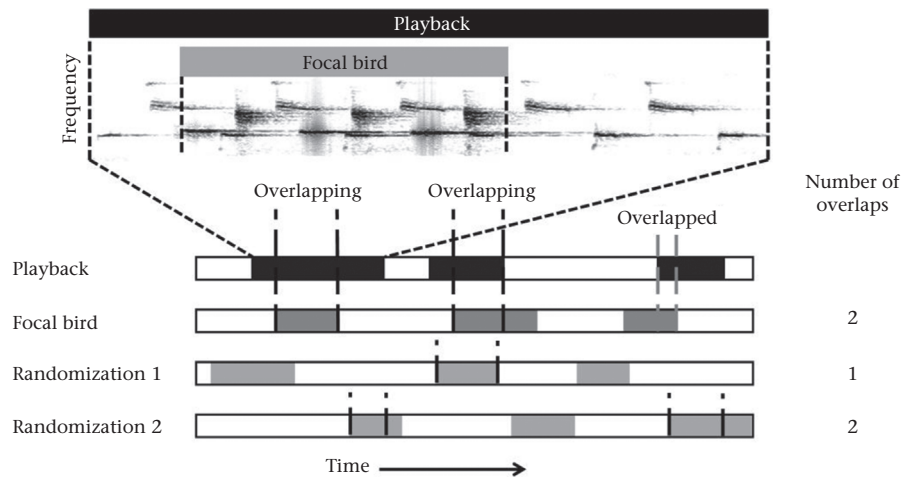 Playback
Focal bird
Frequency
Overlapping
Overlapping
Overlapped
Number of
overlaps
Playback
Focal bird
2
Randomization 1
1
Randomization 2
2
Time